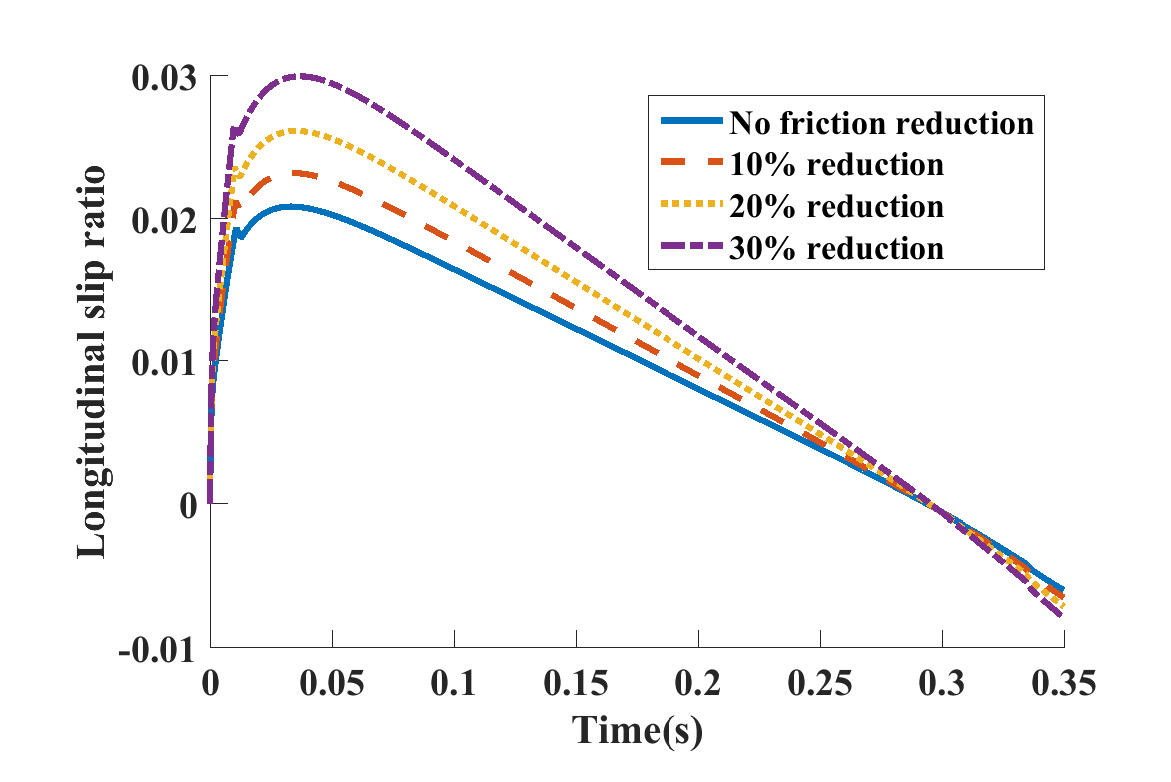 0.03
0.02
0.01
0
-0.01
Longitudinal slip ratio
No friction reduction
10% reduction
20% reduction
30% reduction
0 0.05 0.1 0.15 0.2 0.25 0.3 0.35
Time(s)